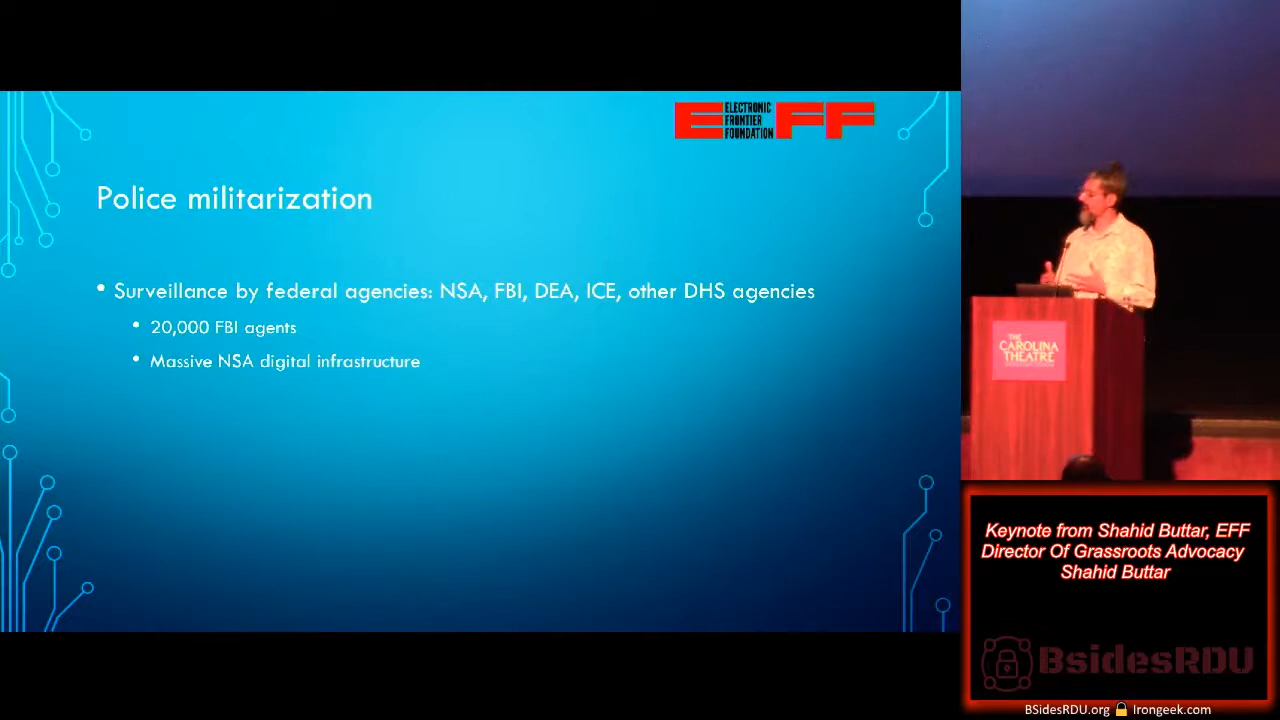 ELECTRONIC
FRONTIER
FOUNDATION
EFF
Police militarization
• Surveillance by federal agencies: NSA, FBI, DEA, ICE, other DHS agencies
• 20,000 FBI agents
• Massive NSA digital infrastructure
THE
CAROLINA
THEATRE
Keynote from Shahid Buttar, EFF
Director Of Grassroots Advocacy
Shahid Buttar
BsidesRDU
BSidesRDU.org Irongeek.com